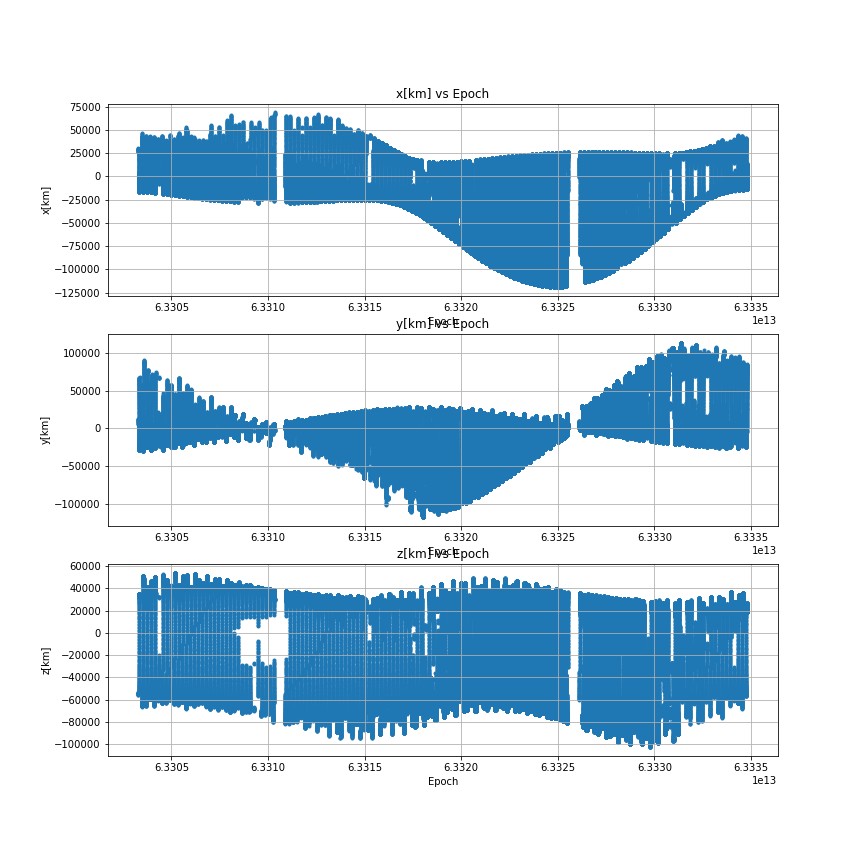 x[km] vs Epoch
75000
50000
25000
0
−25000
−50000
−75000
−100000
−125000
x[km]
6.3305 6.3310 6.3315 6.3320 6.3325 6.3330 6.3335
1e13
Epoch
y[km] vs Epoch
100000
50000
0
−50000
−100000
y[km]
6.3305 6.3310 6.3315 6.3320 6.3325 6.3330 6.3335
1e13
Epoch
z[km] vs Epoch
60000
40000
20000
0
−20000
−40000
−60000
−80000
−100000
z[km]
6.3305 6.3310 6.3315 6.3320 6.3325 6.3330 6.3335
1e13
Epoch